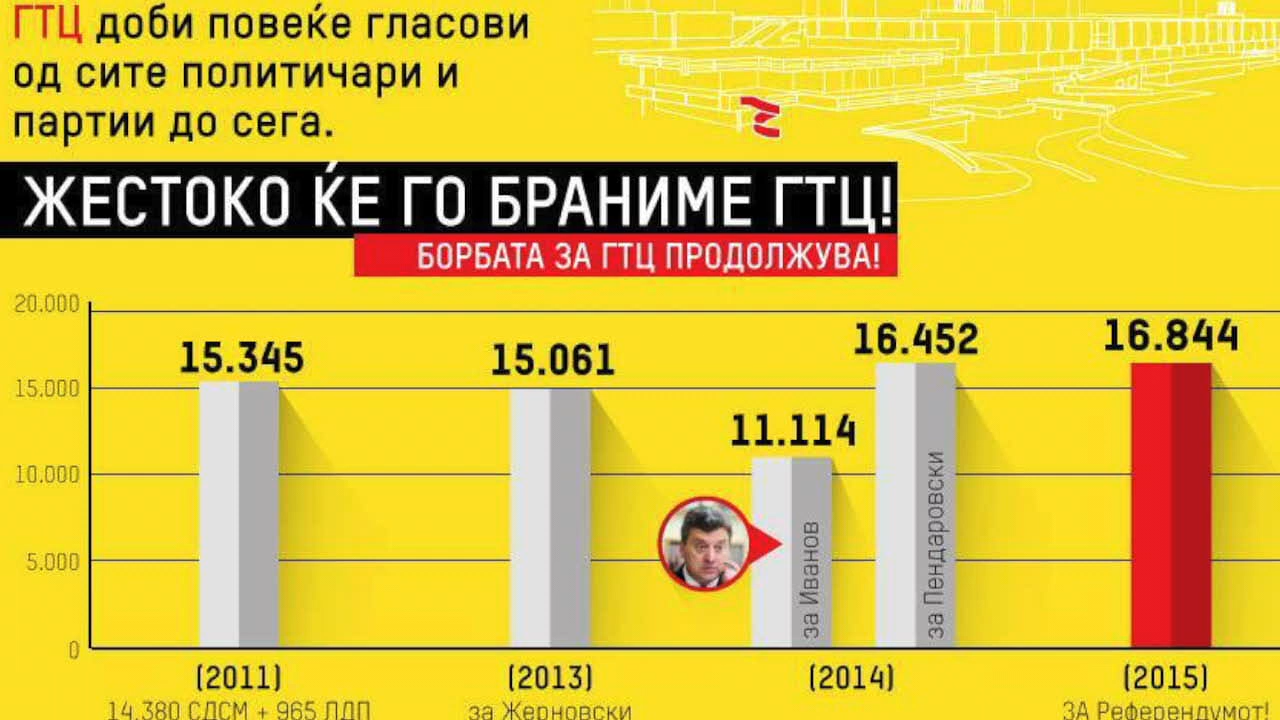 ГТЦ доби повеќе гласови
од сите политичари и
партии до сега.
ЖЕСТОКО ЌЕ ГО БРАНИМЕ ГТЦ!
БОРБАТА ЗА ГТЦ ПРОДОЛЖУВА!
20.000
15.000
10.000
5.000
0
15.345
15.061
11.114
16.452
16.844
за Иванов
за Пендаровски
(2011)
(2013)
(2014)
(2015)
14.380 СДСМ + 965 ЛДП
за Жерновски
ЗА Референдумот!